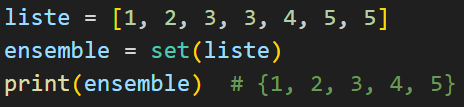 liste = [1, 2, 3, 3, 4, 5, 5]
ensemble = set(liste)
print(ensemble)  # {1, 2, 3, 4, 5}